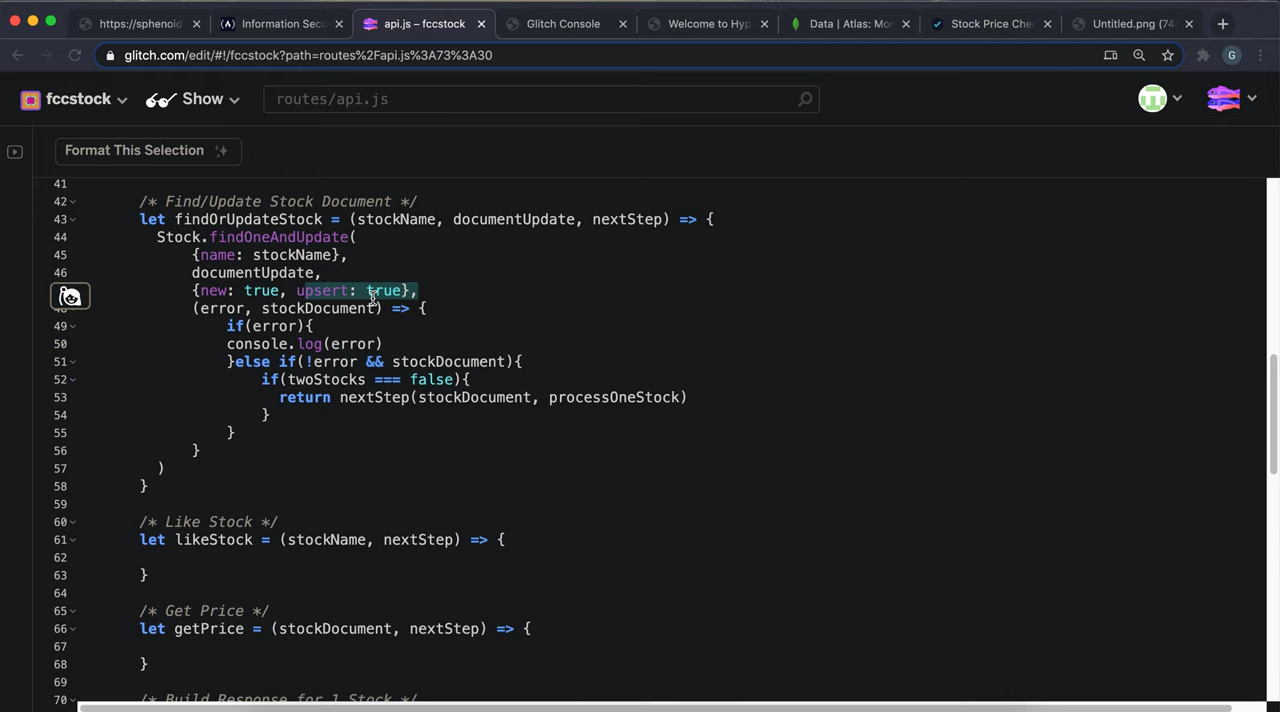 https://sphenoid
Information Secu
api.js – fccstock
Glitch Console
Welcome to Hyp
Data | Atlas: Mon
Stock Price Che
Untitled.png (74
glitch.com/edit/#!/fccstock?path=routes%2Fapi.js%3A73%3A30
G
fccstock
Show
routes/api.js
Format This Selection
41
42 /* Find/Update Stock Document */
43 let findOrUpdateStock = (stockName, documentUpdate, nextStep) => {
44 Stock.findOneAndUpdate(
45 {name: stockName},
46 documentUpdate,
{new: true, upsert: true},
(error, stockDocument) => {
49 if(error){
50 console.log(error)
51 }else if(!error && stockDocument){
52 if(twoStocks === false){
53 return nextStep(stockDocument, processOneStock)
54 }
55 }
56 }
57 )
58 }
59
60 /* Like Stock */
61 let likeStock = (stockName, nextStep) => {
62
63 }
64
65 /* Get Price */
66 let getPrice = (stockDocument, nextStep) => {
67
68 }
69
70 /* Build Response for 1 Stock */